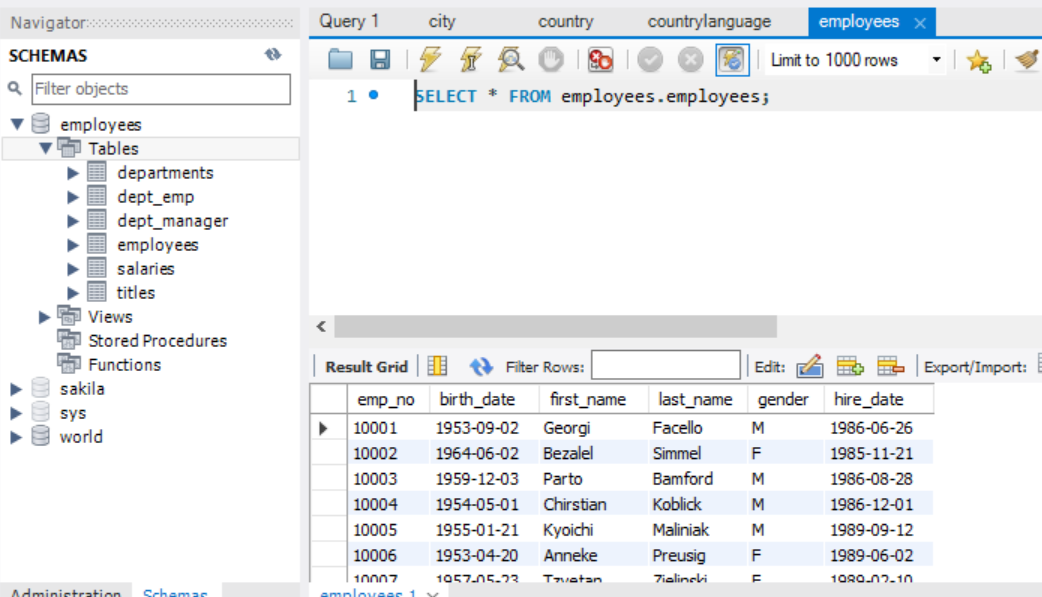 Navigator
SCHEMAS
Filter objects
employees
Tables
departments
dept_emp
dept_manager
employees
salaries
titles
Views
Stored Procedures
Functions
sakila
sys
world
Administration Schemas
Query 1 city country countrylanguage employees
Limit to 1000 rows
1 SELECT * FROM employees.employees;
Result Grid Filter Rows: Edit: Export/Import:
emp_no birth_date first_name last_name gender hire_date
10001 1953-09-02 Georgi Facello M 1986-06-26
10002 1964-06-02 Bezalel Simmel F 1985-11-21
10003 1959-12-03 Parto Bamford M 1986-08-28
10004 1954-05-01 Chirstian Koblick M 1986-12-01
10005 1955-01-21 Kyoichi Maliniak M 1989-09-12
10006 1953-04-20 Anneke Preusig F 1989-06-02
10007 1957-05-23 Tzvetan Zielinski F 1989-02-10
employees 1